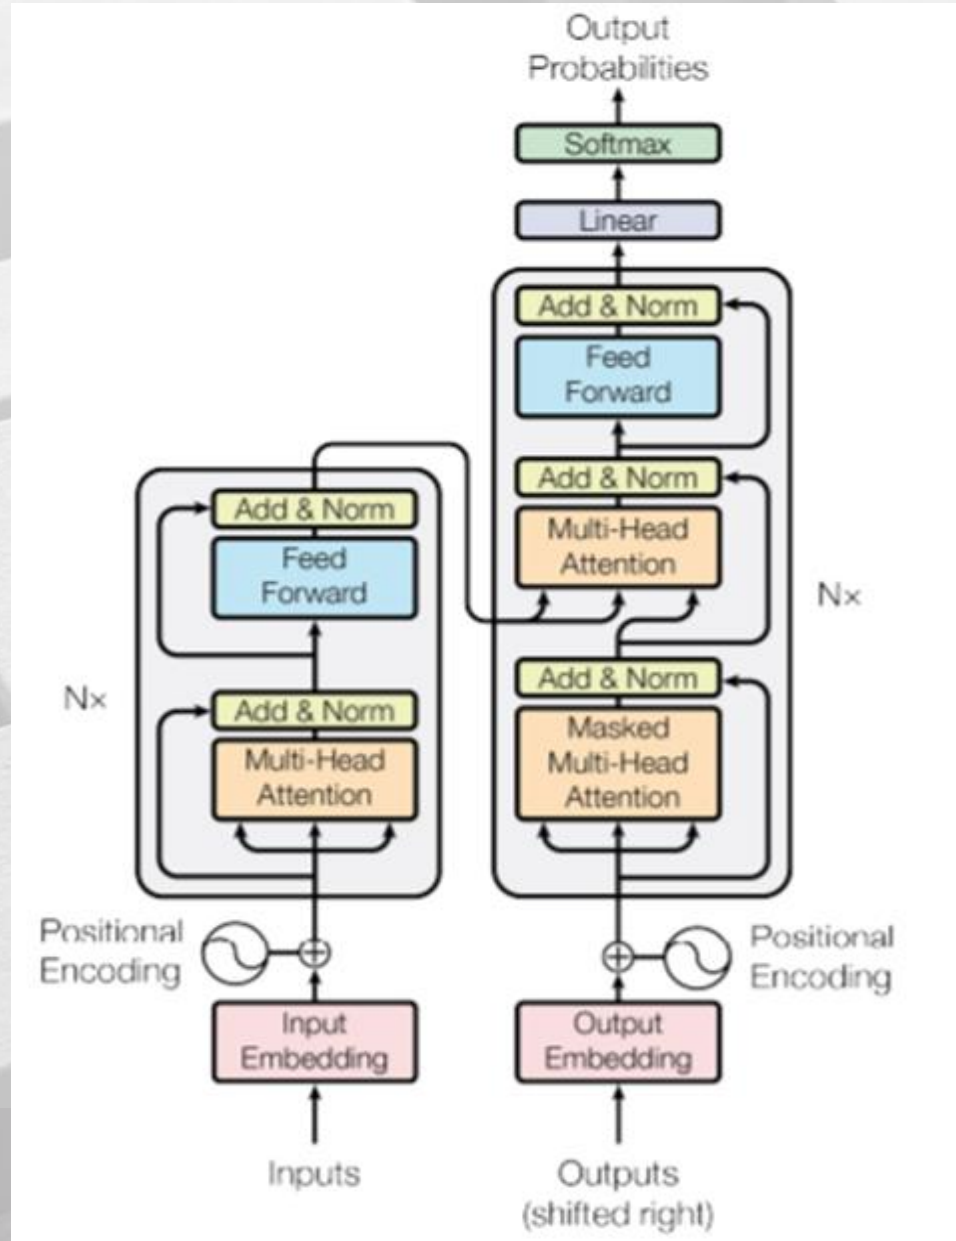 Output
Probabilities
Softmax
Linear
Add & Norm
Feed
Forward
Add & Norm
Multi-Head
Attention
Nx
Add & Norm
Masked
Multi-Head
Attention
Add & Norm
Feed
Forward
Nx
Add & Norm
Multi-Head
Attention
Positional
Encoding
Positional
Encoding
Input
Embedding
Output
Embedding
Inputs
Outputs
(shifted right)